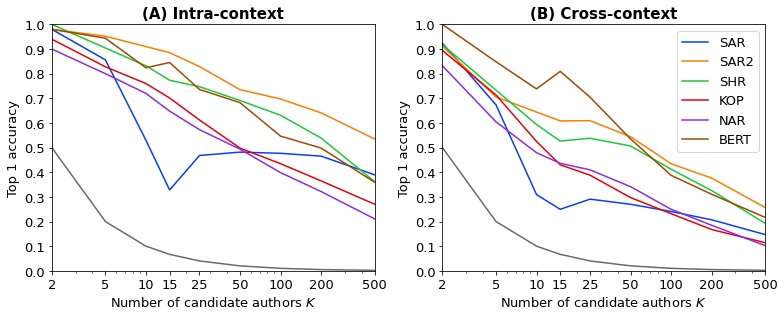 (A) Intra-context
Top 1 accuracy
1.0
0.9
0.8
0.7
0.6
0.5
0.4
0.3
0.2
0.1
0.0
2 5 10 15 25 50 100 200 500
Number of candidate authors K
(B) Cross-context
Top 1 accuracy
1.0
0.9
0.8
0.7
0.6
0.5
0.4
0.3
0.2
0.1
0.0
SAR
SAR2
SHR
KOP
NAR
BERT
2 5 10 15 25 50 100 200 500
Number of candidate authors K